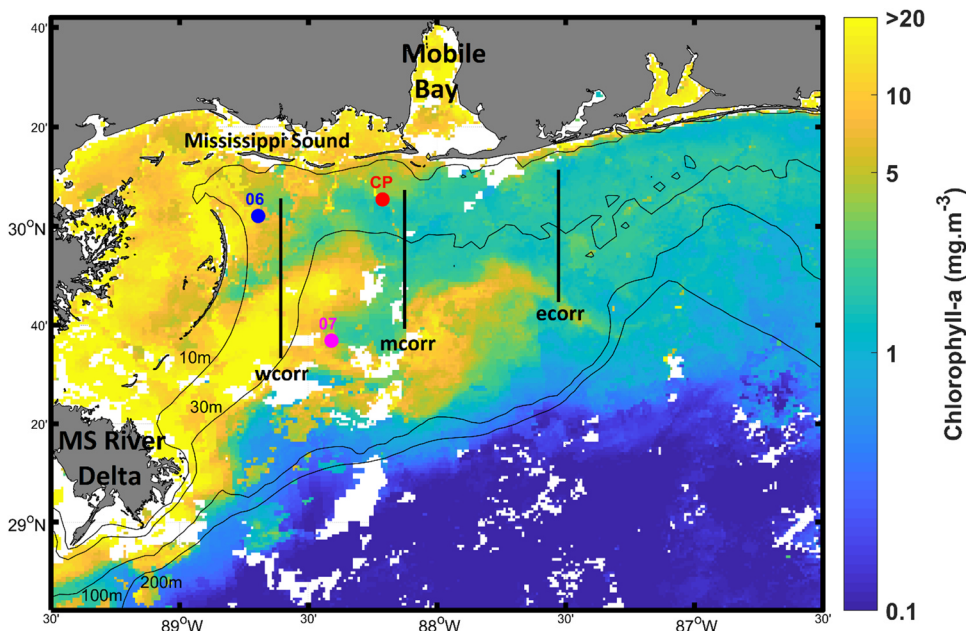 40'
20'
30°N
40'
20'
29°N
30'
89°W
30'
88°W
30'
87°W
30'
Mobile
Bay
Mississippi Sound
CP
06
07
wcorr
mcorr
ecorr
10m
30m
MS River
Delta
100m
200m
>20
10
5
1
0.1
Chlorophyll-a (mg.m⁻³)